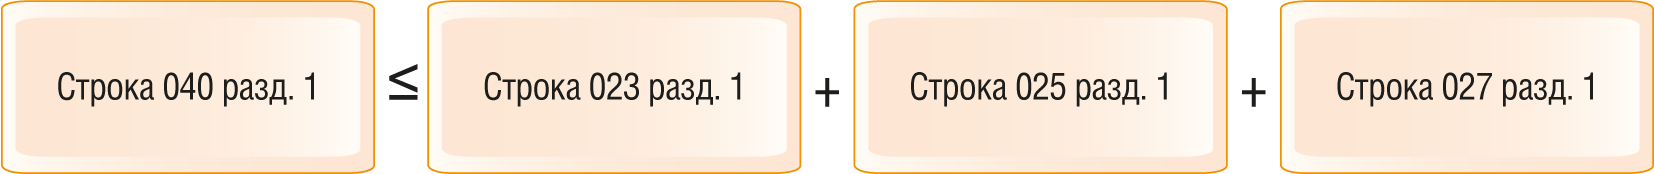 Строка 040 разд. 1 ≤ Строка 023 разд. 1 + Строка 025 разд. 1 + Строка 027 разд. 1